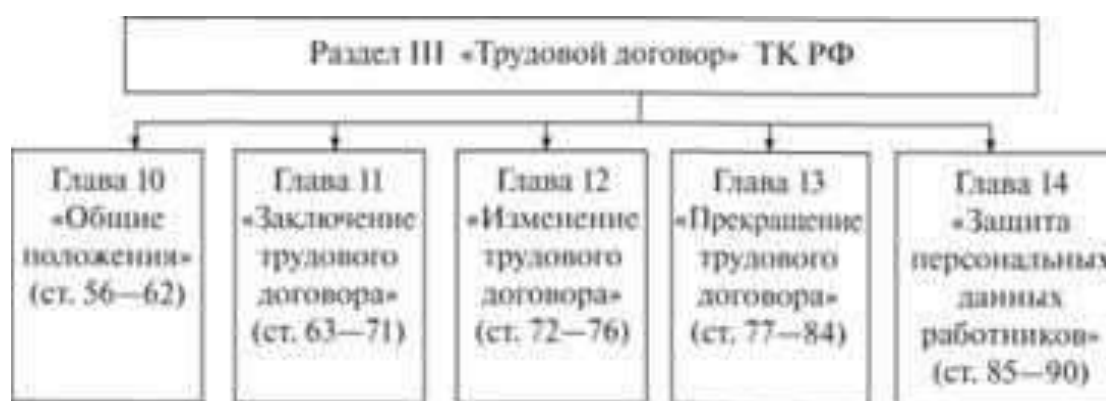 Раздел III «Трудовой договор» ТК РФ
Глава 10
«Общие
положения»
(ст. 56—62)
Глава 11
«Заключение
трудового
договора»
(ст. 63—71)
Глава 12
«Изменение
трудового
договора»
(ст. 72—76)
Глава 13
«Прекращение
трудового
договора»
(ст. 77—84)
Глава 14
«Защита
персональных
данных
работников»
(ст. 85—90)